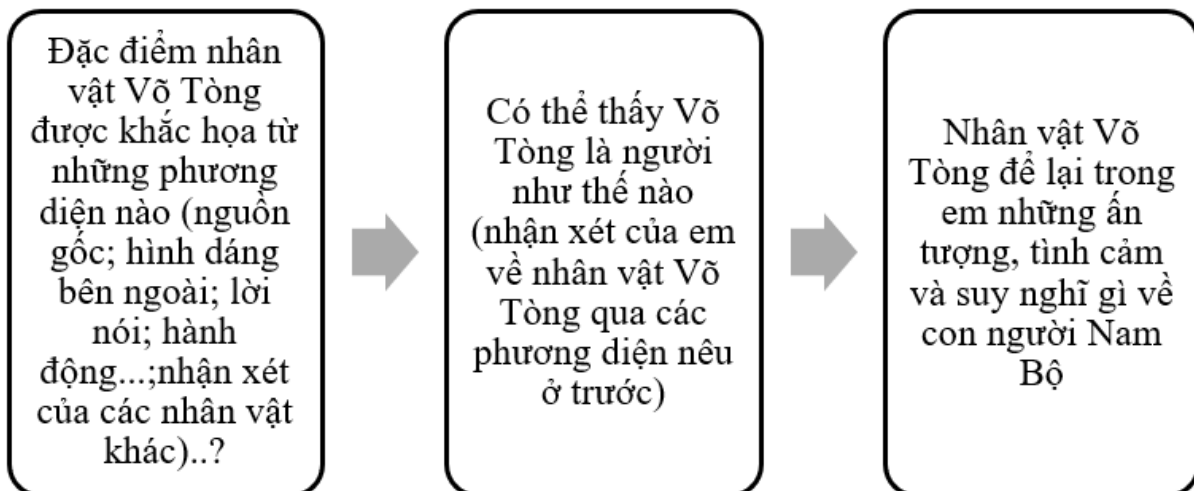 Đặc điểm nhân
vật Võ Tòng
được khắc họa từ
những phương
diện nào (nguồn
gốc; hình dáng
bên ngoài; lời
nói; hành
động...;nhận xét
của các nhân vật
khác)..?
Có thể thấy Võ
Tòng là người
như thế nào
(nhận xét của em
về nhân vật Võ
Tòng qua các
phương diện nêu
ở trước)
Nhân vật Võ
Tòng để lại trong
em những ấn
tượng, tình cảm
và suy nghĩ gì về
con người Nam
Bộ